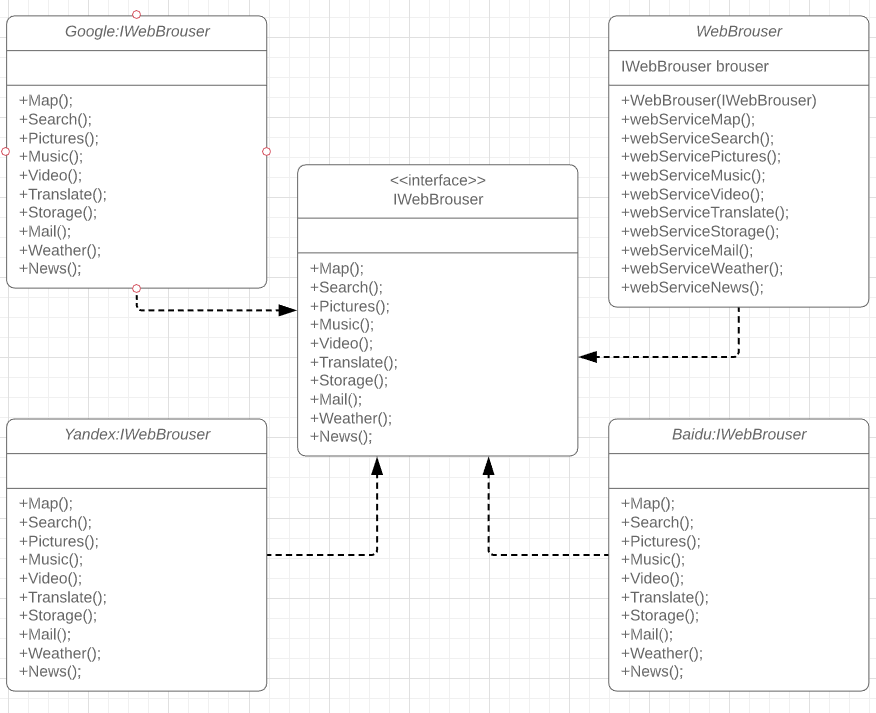 Google:IWebBrouser
+Map();
+Search();
+Pictures();
+Music();
+Video();
+Translate();
+Storage();
+Mail();
+Weather();
+News();
<<interface>>
IWebBrouser
+Map();
+Search();
+Pictures();
+Music();
+Video();
+Translate();
+Storage();
+Mail();
+Weather();
+News();
WebBrouser
IWebBrouser brouser
+WebBrouser(IWebBrouser)
+webServiceMap();
+webServiceSearch();
+webServicePictures();
+webServiceMusic();
+webServiceVideo();
+webServiceTranslate();
+webServiceStorage();
+webServiceMail();
+webServiceWeather();
+webServiceNews();
Yandex:IWebBrouser
+Map();
+Search();
+Pictures();
+Music();
+Video();
+Translate();
+Storage();
+Mail();
+Weather();
+News();
Baidu:IWebBrouser
+Map();
+Search();
+Pictures();
+Music();
+Video();
+Translate();
+Storage();
+Mail();
+Weather();
+News();